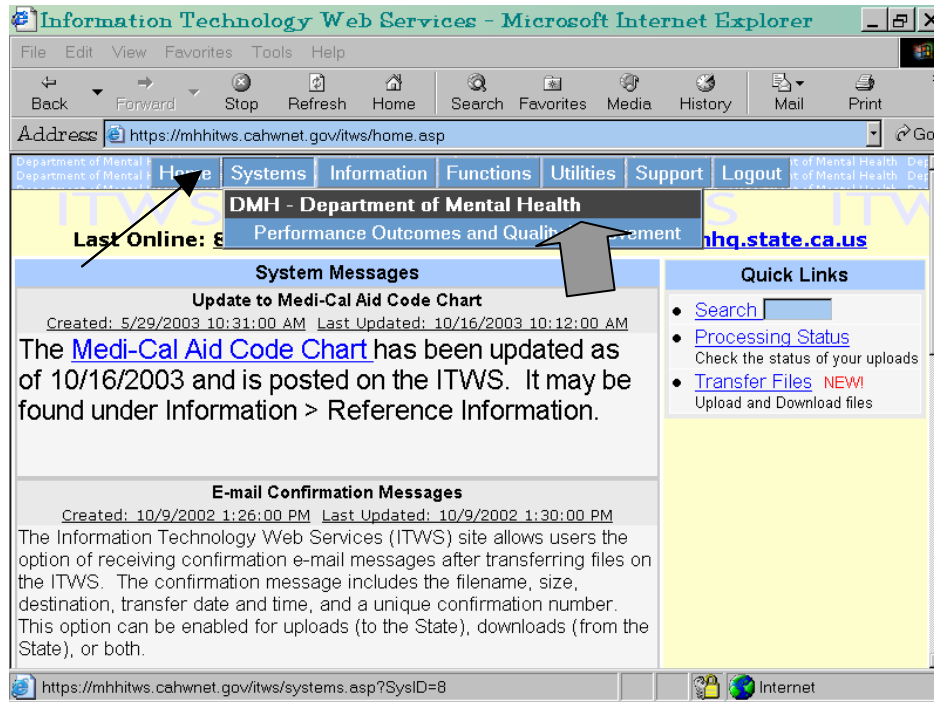 Information Technology Web Services - Microsoft Internet Explorer
File Edit View Favorites Tools Help
Back Forward Stop Refresh Home Search Favorites Media History Mail Print
Address https://mhhitws.cahwnet.gov/itws/home.asp Go
Home Systems Information Functions Utilities Support Logout
DMH - Department of Mental Health
Performance Outcomes and Quality
Last Online: mhq.state.ca.us
System Messages
Update to Medi-Cal Aid Code Chart
Created: 5/29/2003 10:31:00 AM Last Updated: 10/16/2003 10:12:00 AM
The Medi-Cal Aid Code Chart has been updated as
of 10/16/2003 and is posted on the ITWS. It may be
found under Information > Reference Information.
Quick Links
Search
Processing Status
Check the status of your uploads
Transfer Files NEW!
Upload and Download files
E-mail Confirmation Messages
Created: 10/9/2002 1:26:00 PM Last Updated: 10/9/2002 1:30:00 PM
The Information Technology Web Services (ITWS) site allows users the
option of receiving confirmation e-mail messages after transferring files on
the ITWS. The confirmation message includes the filename, size,
destination, transfer date and time, and a unique confirmation number.
This option can be enabled for uploads (to the State), downloads (from the
State), or both.
https://mhhitws.cahwnet.gov/itws/systems.asp?SysID=8 Internet